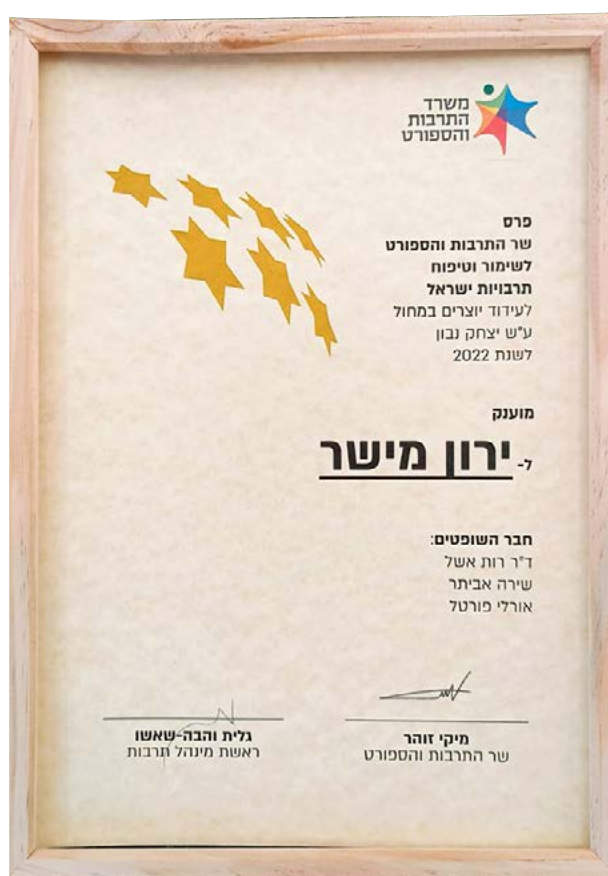 משרד
התרבות
והספורט
פרס
שר התרבות והספורט
לשימור וטיפוח
תרבויות ישראל
לעידוד יוצרים במחול
ע"ש יצחק נבון
לשנת 2022
מוענק
ל- ירון מישר
חבר השופטים:
ד"ר רות אשל
שירה אביתר
אורלי פורטל
מיקי זוהר
שר התרבות והספורט
גלית והבה-שאשו
ראשת מינהל תרבות